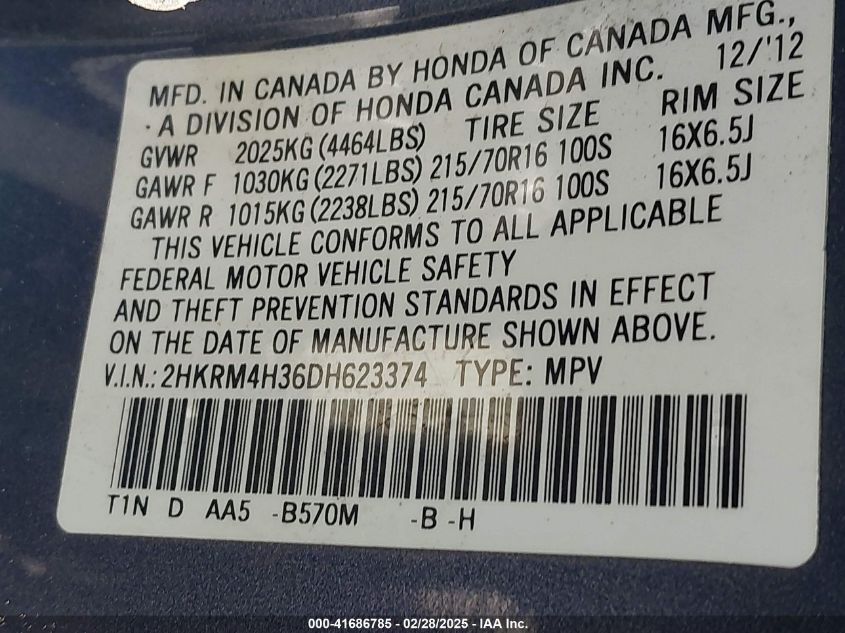 MFD. IN CANADA BY HONDA OF CANADA MFG.,
· A DIVISION OF HONDA CANADA INC. 12/'12
GVWR 2025KG (4464LBS) TIRE SIZE RIM SIZE
GAWR F 1030KG (2271LBS) 215/70R16 100S 16X6.5J
GAWR R 1015KG (2238LBS) 215/70R16 100S 16X6.5J
THIS VEHICLE CONFORMS TO ALL APPLICABLE
FEDERAL MOTOR VEHICLE SAFETY
AND THEFT PREVENTION STANDARDS IN EFFECT
ON THE DATE OF MANUFACTURE SHOWN ABOVE.
V.I.N.: 2HKRM4H36DH623374 TYPE: MPV
T1N D AA5 -B570M -B -H
000-41686785 - 02/28/2025 - IAA Inc.